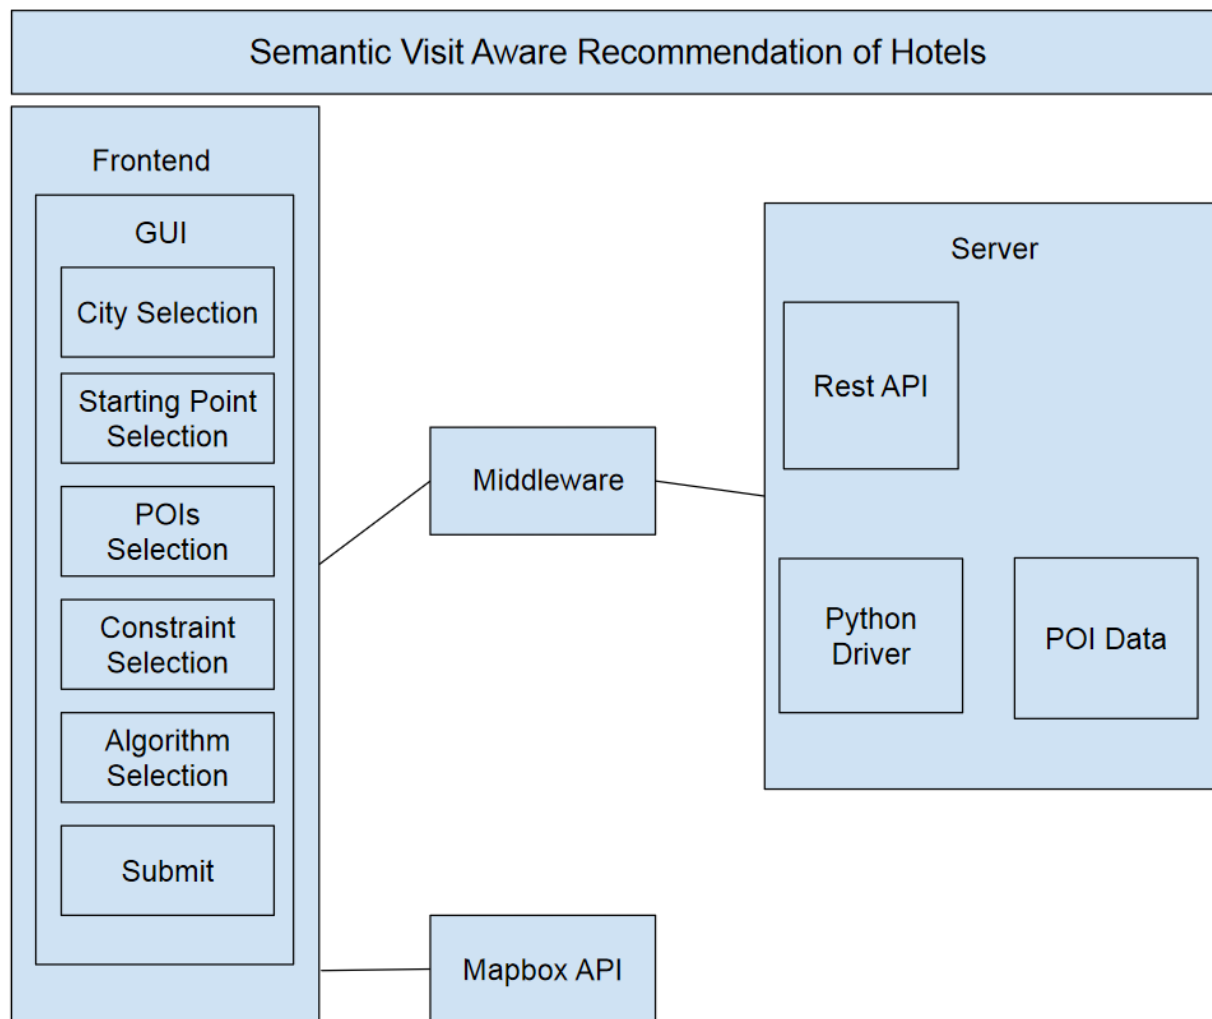 Semantic Visit Aware Recommendation of Hotels
Frontend
GUI
City Selection
Starting Point
Selection
POIs
Selection
Constraint
Selection
Algorithm
Selection
Submit
Middleware
Mapbox API
Server
Rest API
Python
Driver
POI Data